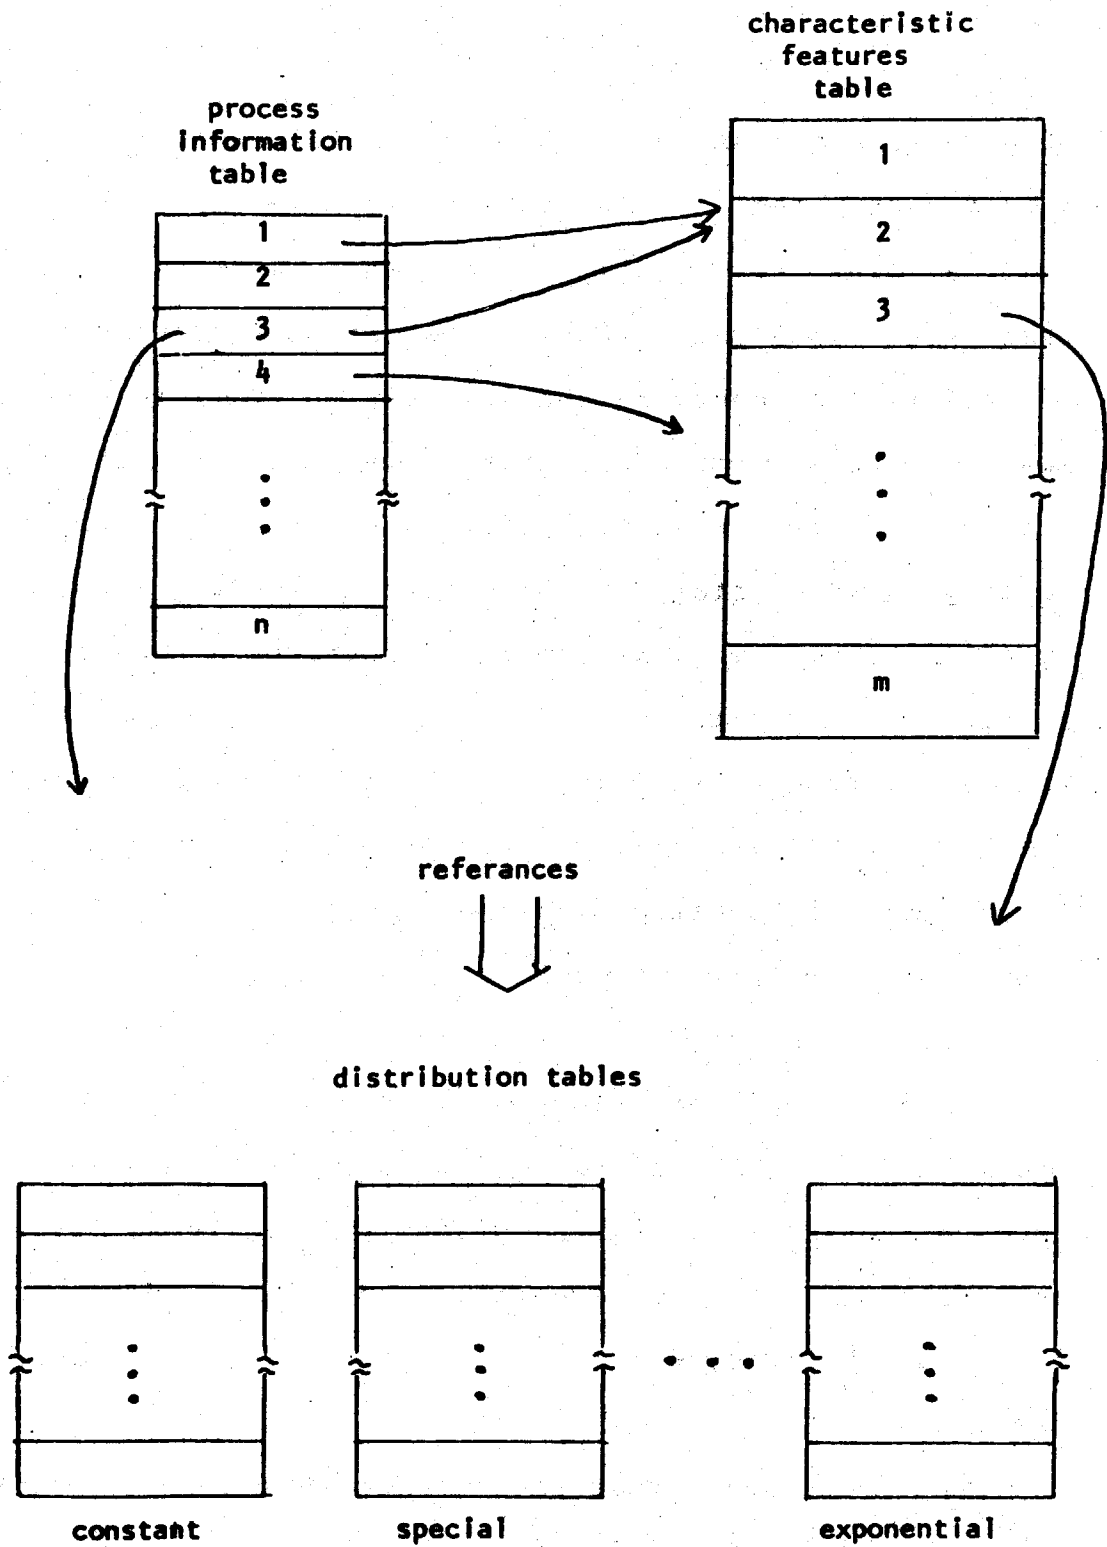 characteristic
features
table
process
information
table
1
2
3
4
n
1
2
3
m
referances
distribution tables
constant
special
exponential